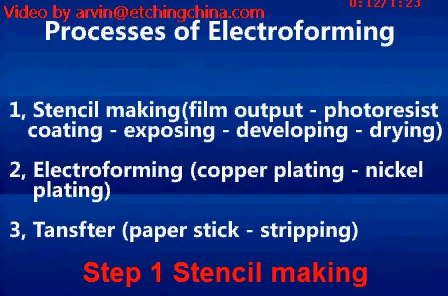 Video by arvin@etchingchina.com
0:12/1:23
Processes of Electroforming
1, Stencil making(film output - photoresist
coating - exposing - developing - drying)
2, Electroforming (copper plating - nickel
plating)
3, Tansfter (paper stick - stripping)
Step 1 Stencil making